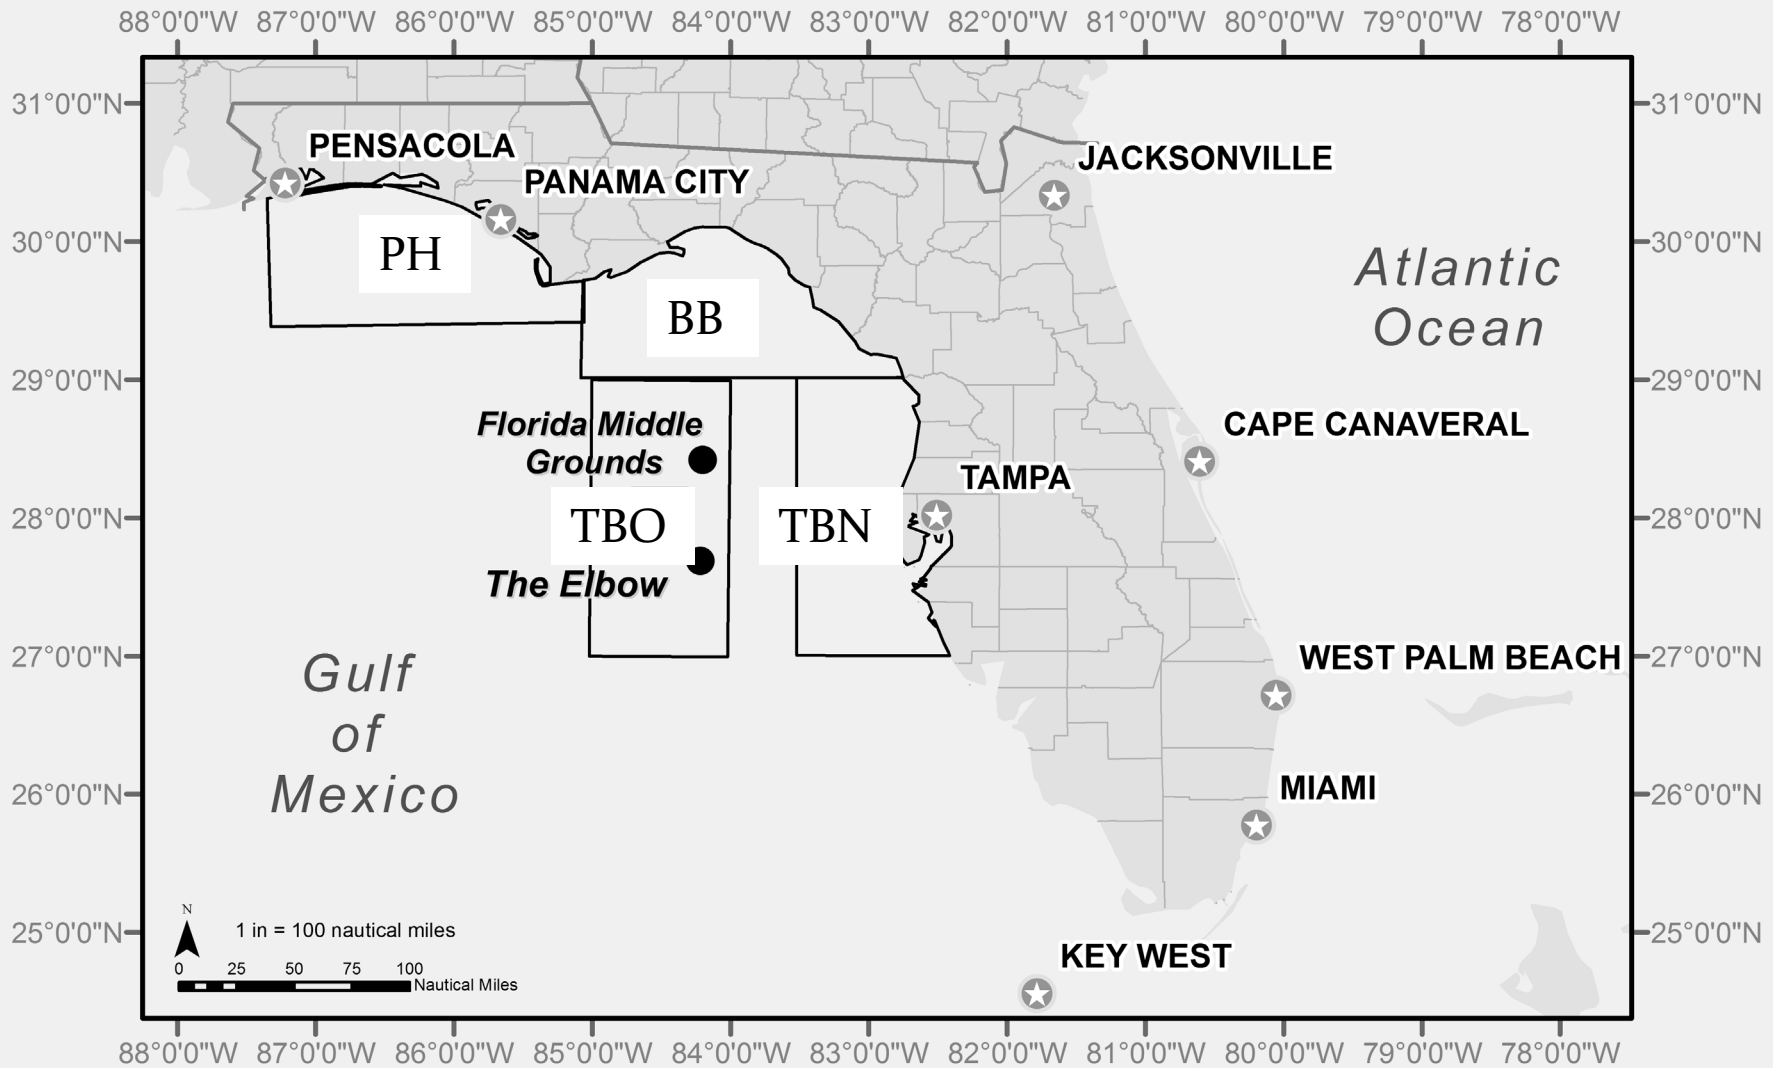 88°0'0"W 87°0'0"W 86°0'0"W 85°0'0"W 84°0'0"W 83°0'0"W 82°0'0"W 81°0'0"W 80°0'0"W 79°0'0"W 78°0'0"W
31°0'0"N 31°0'0"N
PENSACOLA
JACKSONVILLE
PANAMA CITY
30°0'0"N 30°0'0"N
PH
Atlantic
Ocean
BB
29°0'0"N 29°0'0"N
Florida Middle
Grounds
CAPE CANAVERAL
TAMPA
28°0'0"N 28°0'0"N
TBO
TBN
The Elbow
27°0'0"N 27°0'0"N
WEST PALM BEACH
Gulf
of
Mexico
MIAMI
26°0'0"N 26°0'0"N
N
1 in = 100 nautical miles
25°0'0"N 25°0'0"N
KEY WEST
0 25 50 75 100
Nautical Miles
88°0'0"W 87°0'0"W 86°0'0"W 85°0'0"W 84°0'0"W 83°0'0"W 82°0'0"W 81°0'0"W 80°0'0"W 79°0'0"W 78°0'0"W